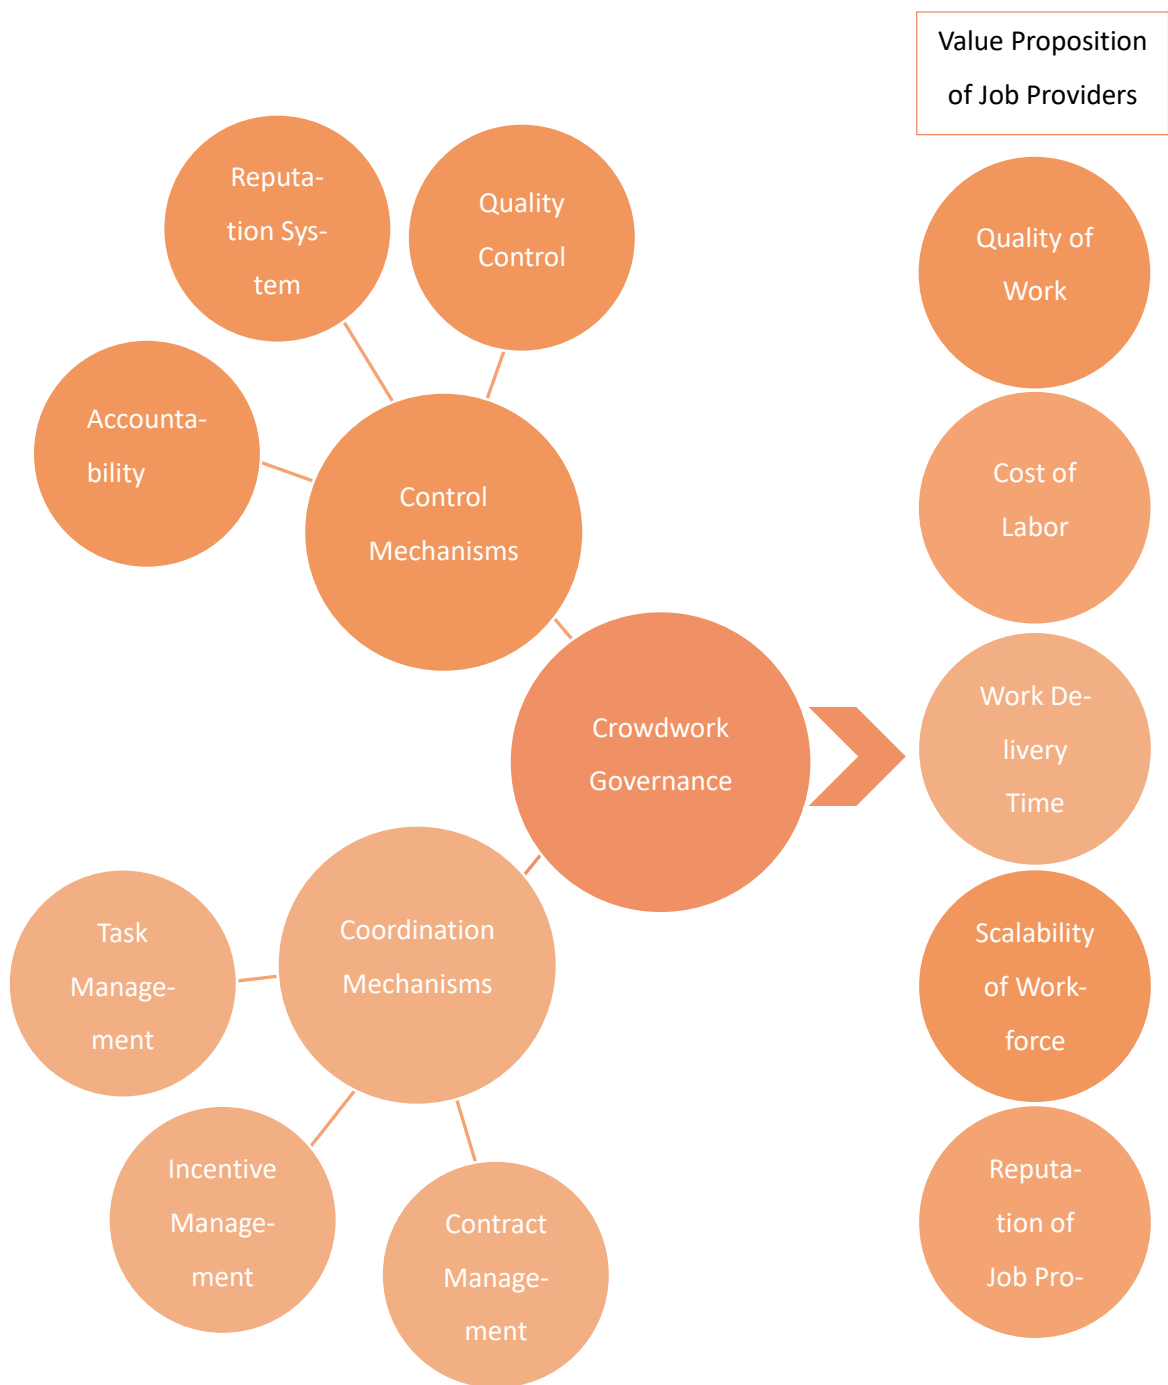 Value Proposition
of Job Providers
Reputa-
tion Sys-
tem
Quality
Control
Accounta-
bility
Control
Mechanisms
Crowdwork
Governance
Coordination
Mechanisms
Task
Manage-
ment
Incentive
Manage-
ment
Contract
Manage-
ment
Quality of
Work
Cost of
Labor
Work De-
livery
Time
Scalability
of Work-
force
Reputa-
tion of
Job Pro-